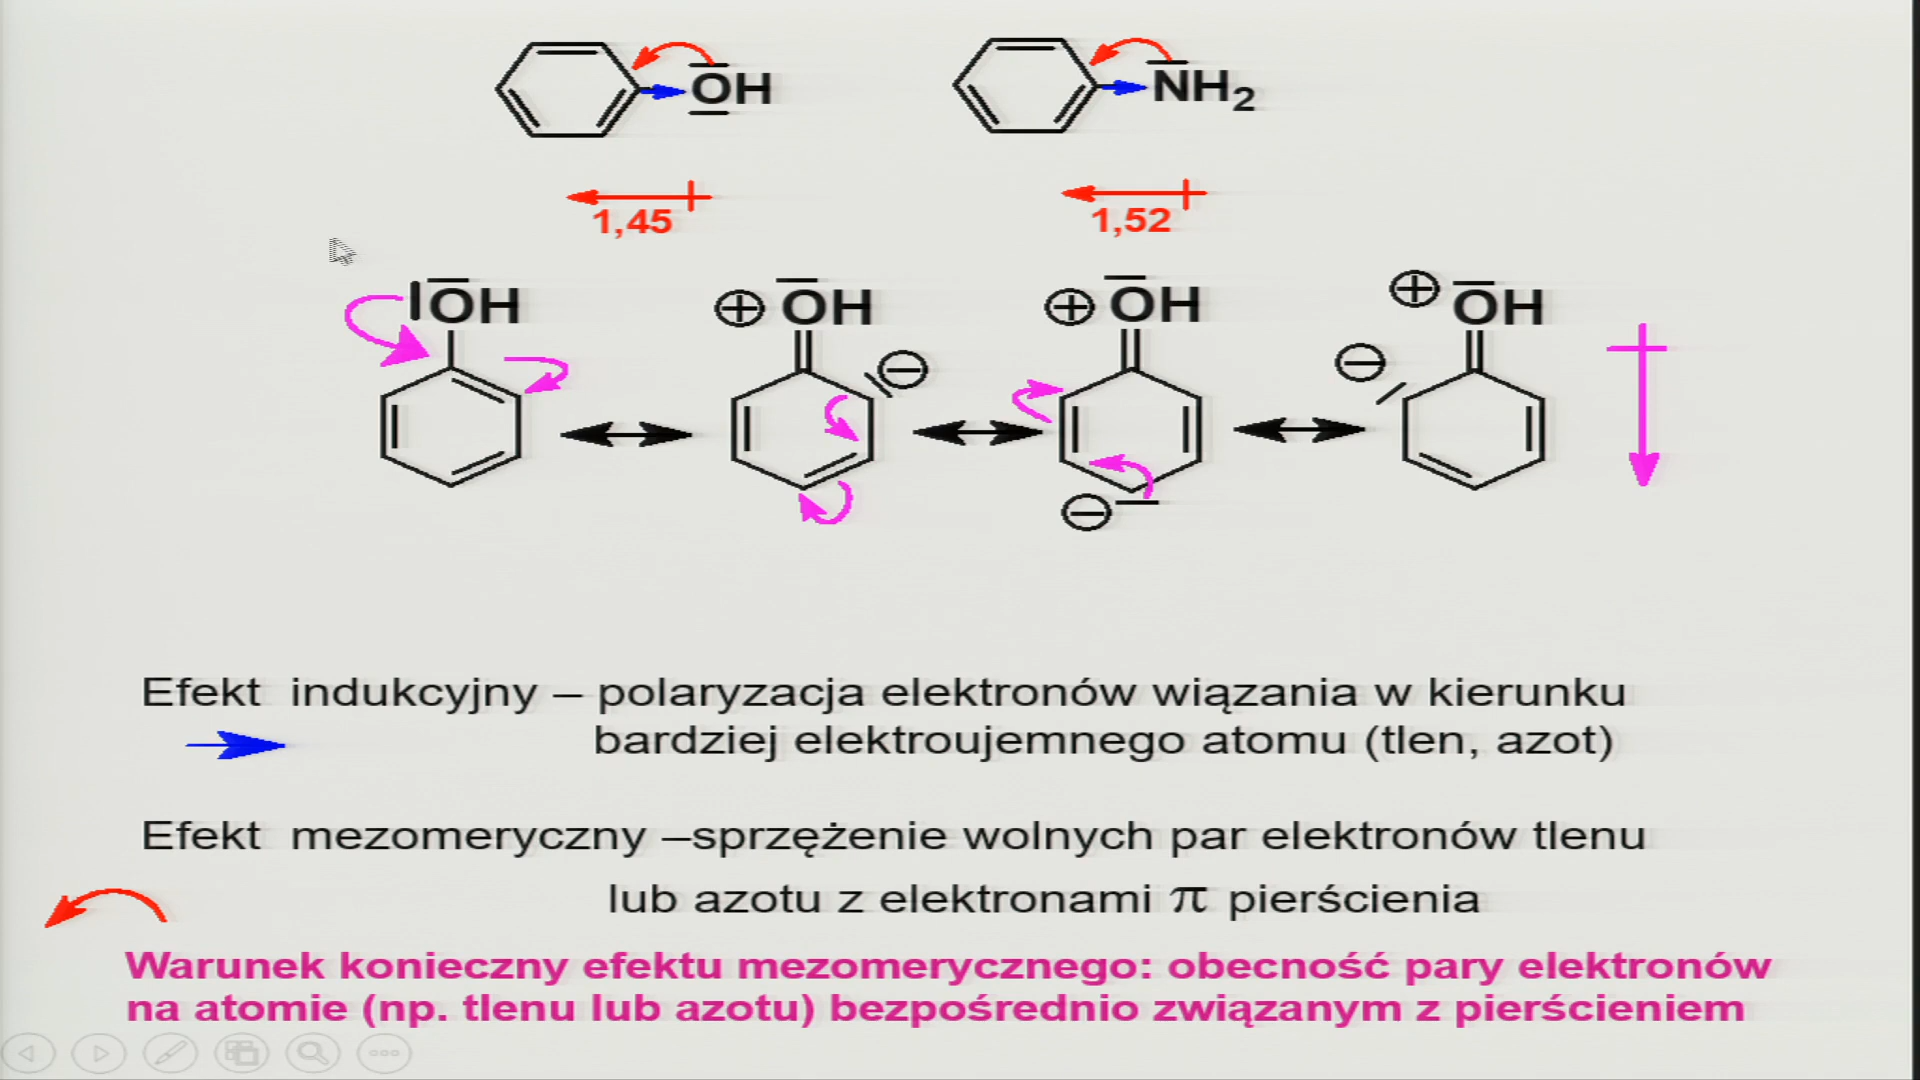 OH NH2
1,45 1,52
OH OH OH OH
Efekt indukcyjny – polaryzacja elektronów wiązania w kierunku
bardziej elektroujemnego atomu (tlen, azot)
Efekt mezomeryczny –sprzężenie wolnych par elektronów tlenu
lub azotu z elektronami π pierścienia
Warunek konieczny efektu mezomerycznego: obecność pary elektronów
na atomie (np. tlenu lub azotu) bezpośrednio związanym z pierścieniem